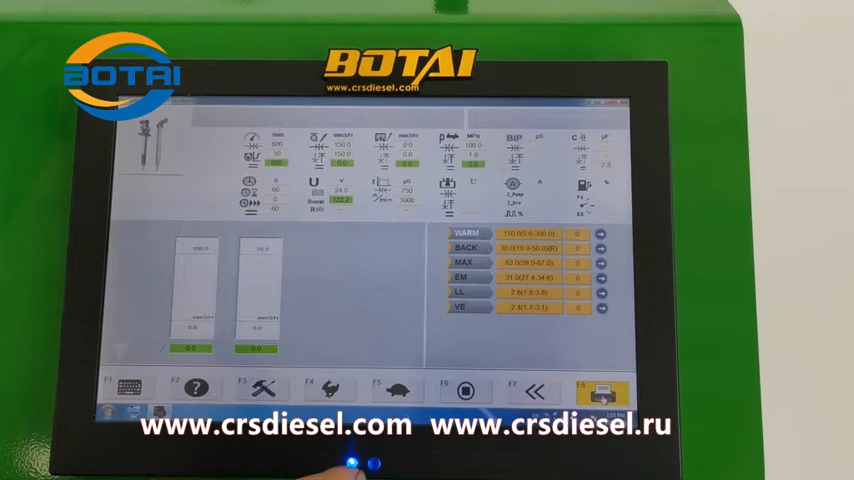 BOTAI
BOTAI
www.crsdiesel.com
/min mm3/H mm3/H MPa BIP µS C µF
600 150.0 0.0 100.0
50 150.0 0.0 1.0
600 0.0 0.0 0.0 2.0
S U V µS ℃ A %
60 24.0 750
0 Boost 122.2 /min 1000
60 R(Ω)
WARM 150.0(0.0-300.0) 0
BACK 30.0(10.0-50.0)(R) 0
MAX 63.0(59.0-67.0) 0
EM 31.0(27.4-34.6) 0
LL 2.8(1.8-3.8) 0
VE 2.4(1.7-3.1) 0
300.0 50.0
mm3/H mm3/H
0.0 0.0
0.0 0.0
F1 F2 F3 F4 F5 F6 F7 F8
www.crsdiesel.com www.crsdiesel.ru